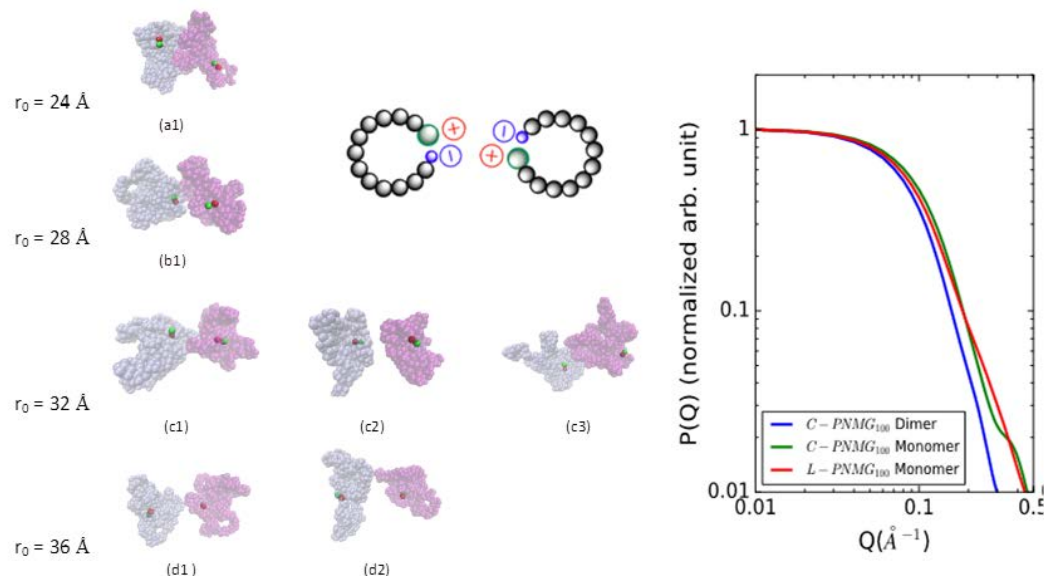 r₀ = 24 Å
(a1)
r₀ = 28 Å
(b1)
r₀ = 32 Å
(c1) (c2) (c3)
r₀ = 36 Å
(d1) (d2)
+ −
− +
P(Q) (normalized arb. unit)
1
0.1
0.01
C − PNMG₁₀₀ Dimer
C − PNMG₁₀₀ Monomer
L − PNMG₁₀₀ Monomer
0.01 0.1 0.5
Q(Å⁻¹)